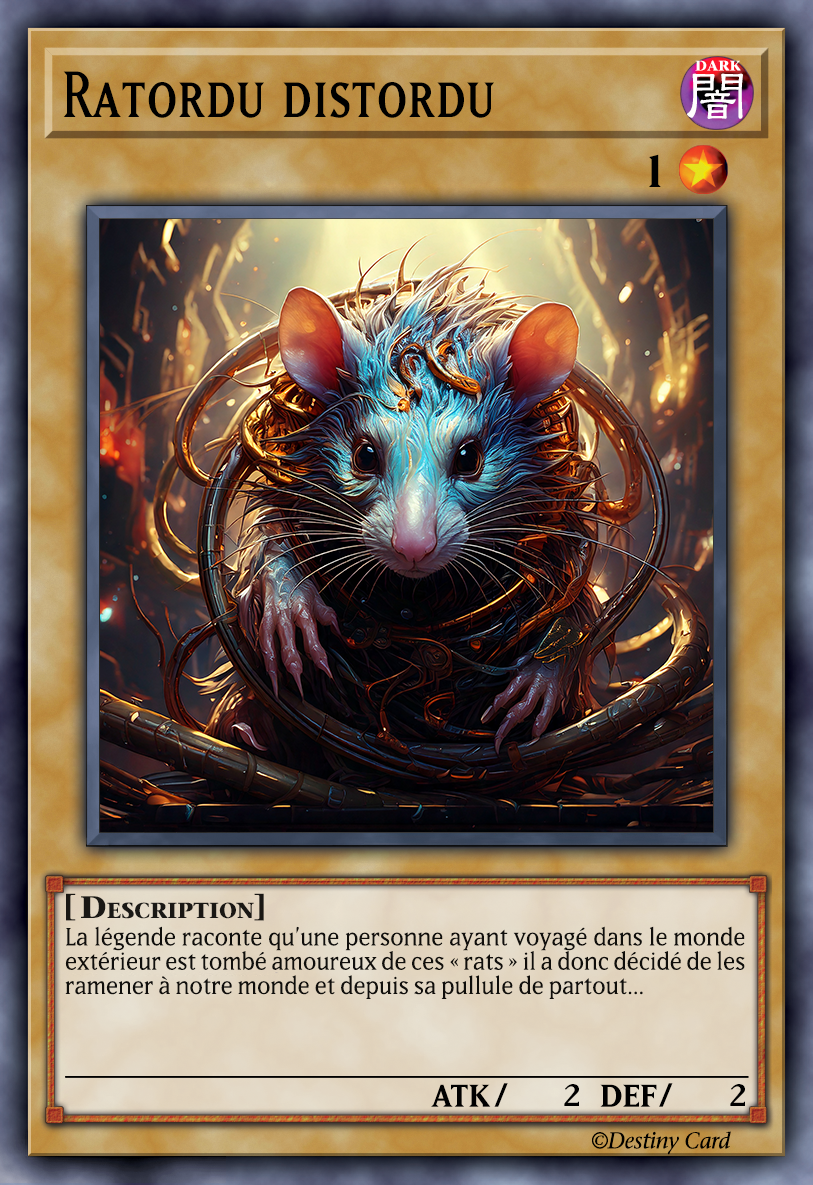 Ratordu distordu
DARK
闇
1
[Description]
La légende raconte qu'une personne ayant voyagé dans le monde
extérieur est tombé amoureux de ces « rats » il a donc décidé de les
ramener à notre monde et depuis sa pullule de partout...
ATK/ 2 DEF/ 2
©Destiny Card